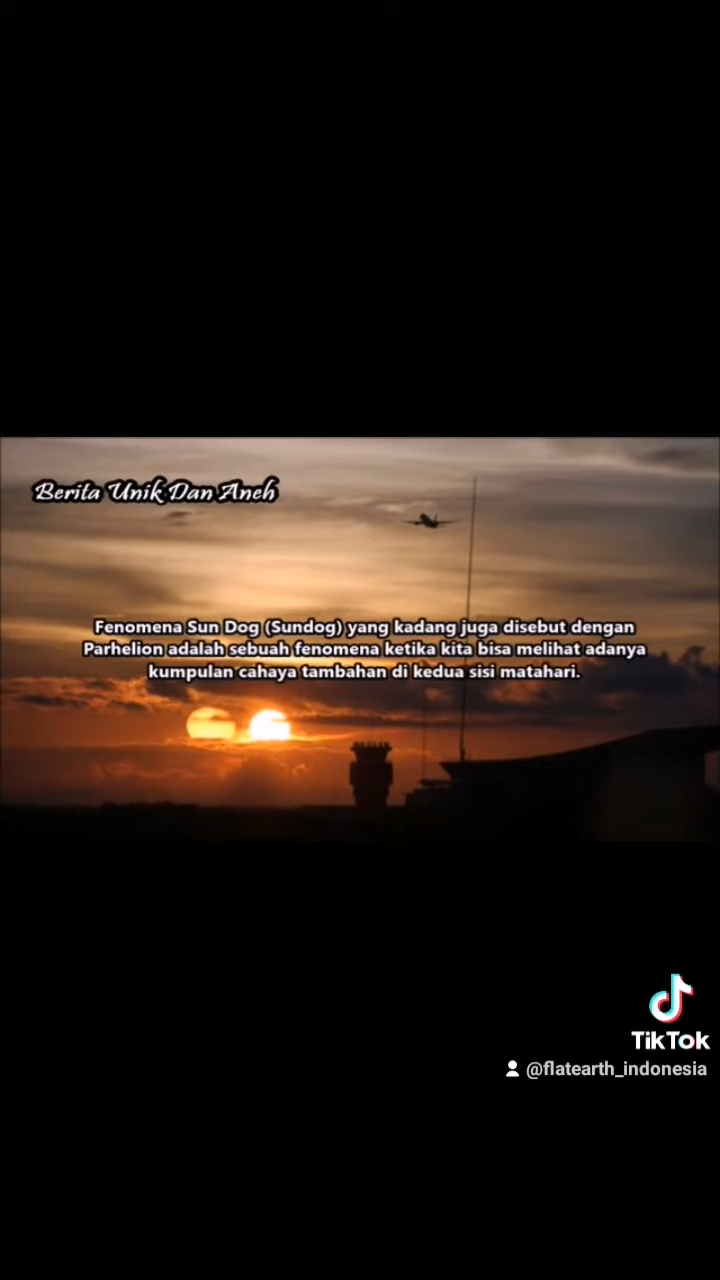 Berita Unik Dan Aneh
Fenomena Sun Dog (Sundog) yang kadang juga disebut dengan
Parhelion adalah sebuah fenomena ketika kita bisa melihat adanya
kumpulan cahaya tambahan di kedua sisi matahari.
TikTok
@flatearth_indonesia